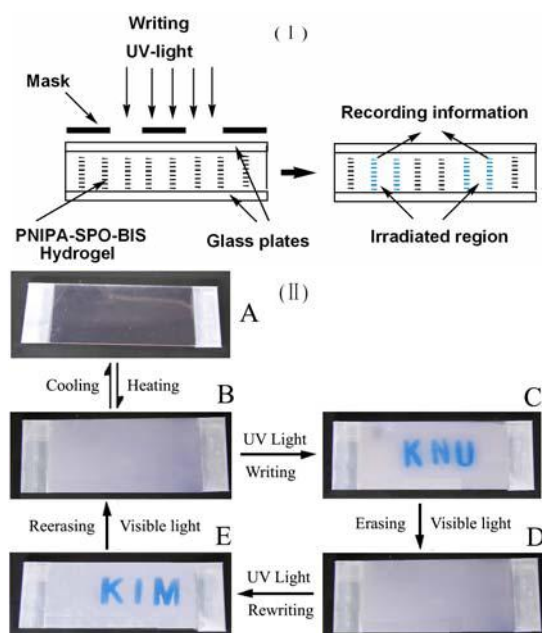 Writing
UV-light
( I )
Mask
Recording information
PNIPA-SPO-BIS
Hydrogel
Glass plates
Irradiated region
(II)
A
Cooling
Heating
B
C
UV Light
Writing
KNU
Reerasing
Visible light
Erasing
Visible light
E
D
UV Light
Rewriting
KIM